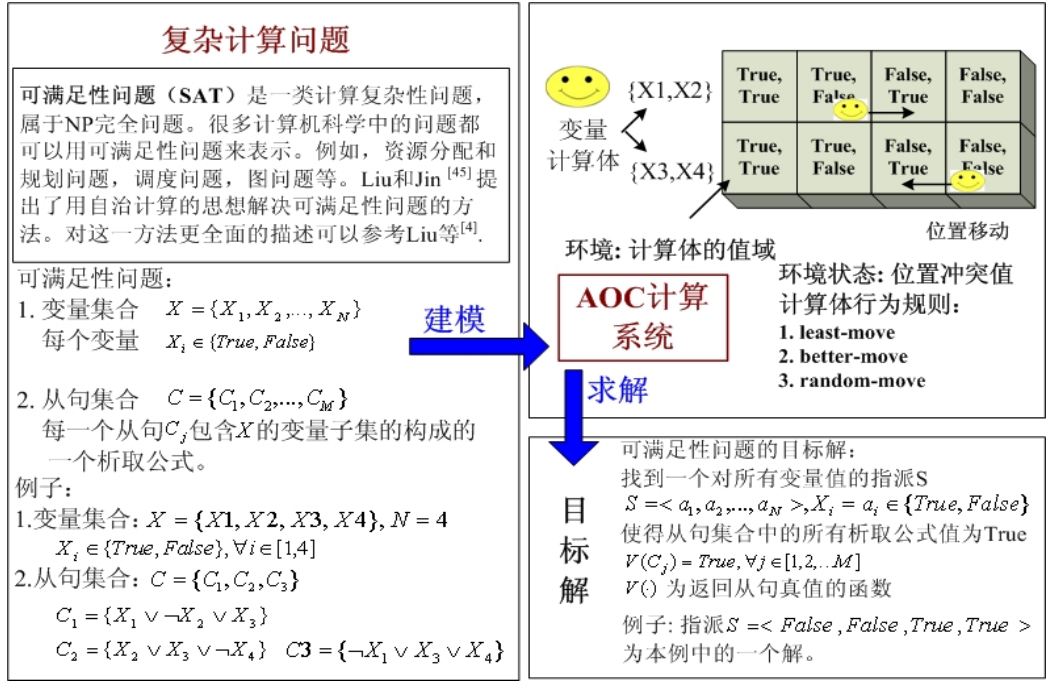 复杂计算问题
可满足性问题（SAT）是一类计算复杂性问题，
属于NP完全问题。很多计算机科学中的问题都
可以用可满足性问题来表示。例如，资源分配和
规划问题，调度问题，图问题等。Liu和Jin [45] 提
出了用自治计算的思想解决可满足性问题的方
法。对这一方法更全面的描述可以参考Liu等[4].
可满足性问题：
1. 变量集合 X = {X₁, X₂,..., X_N}
每个变量 X_i ∈ {True, False}
2. 从句集合 C = {C₁, C₂,..., C_M}
每一个从句C_j包含X的变量子集的构成的
一个析取公式。
例子：
1.变量集合：X = {X1, X2, X3, X4}, N = 4
X_i ∈ {True, False}, ∀i ∈ [1,4]
2.从句集合：C = {C₁, C₂, C₃}
C₁ = {X₁ ∨ ¬X₂ ∨ X₃}
C₂ = {X₂ ∨ X₃ ∨ ¬X₄} C3 = {¬X₁ ∨ X₃ ∨ X₄}
建模
变量
计算体
{X1,X2}
{X3,X4}
True, True
True, False
False, True
False, False
True, True
True, False
False, True
False, False
位置移动
环境: 计算体的值域
AOC计算
系统
环境状态: 位置冲突值
计算体行为规则：
1. least-move
2. better-move
3. random-move
求解
目标解
可满足性问题的目标解：
找到一个对所有变量值的指派S
S =< a₁, a₂,..., a_N >, X_i = a_i ∈ {True, False}
使得从句集合中的所有析取公式值为True
V(C_j) = True, ∀j ∈ [1,2,..M]
V(·) 为返回从句真值的函数
例子: 指派S =< False, False, True, True >
为本例中的一个解。